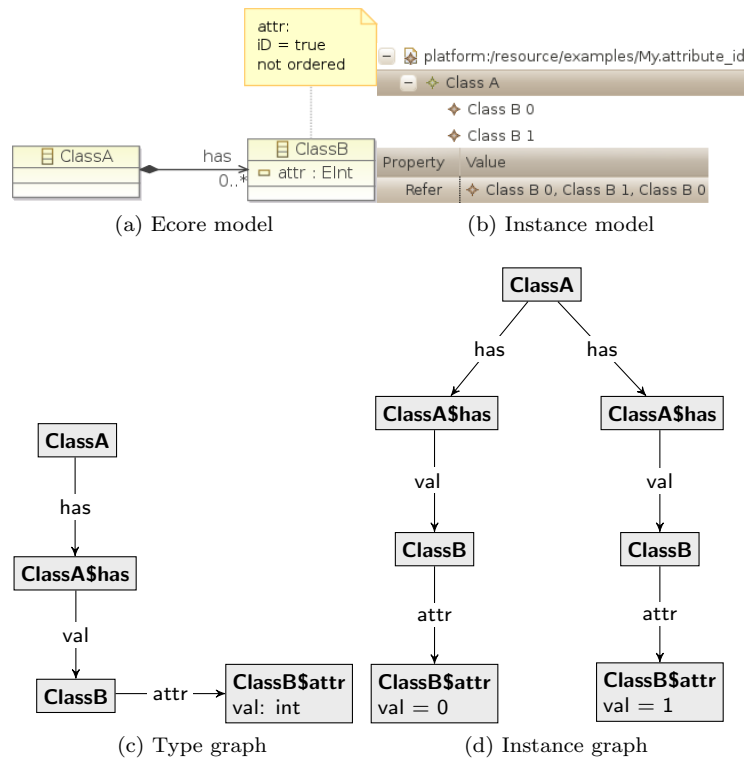 attr:
iD = true
not ordered
ClassA
has
0..*
ClassB
attr : EInt
platform:/resource/examples/My.attribute_id
Class A
Class B 0
Class B 1
Property Value
Refer Class B 0, Class B 1, Class B 0
(a) Ecore model
(b) Instance model
ClassA
has
ClassA$has
val
ClassB
attr
ClassB$attr
val: int
(c) Type graph
ClassA
has has
ClassA$has ClassA$has
val val
ClassB ClassB
attr attr
ClassB$attr ClassB$attr
val = 0 val = 1
(d) Instance graph